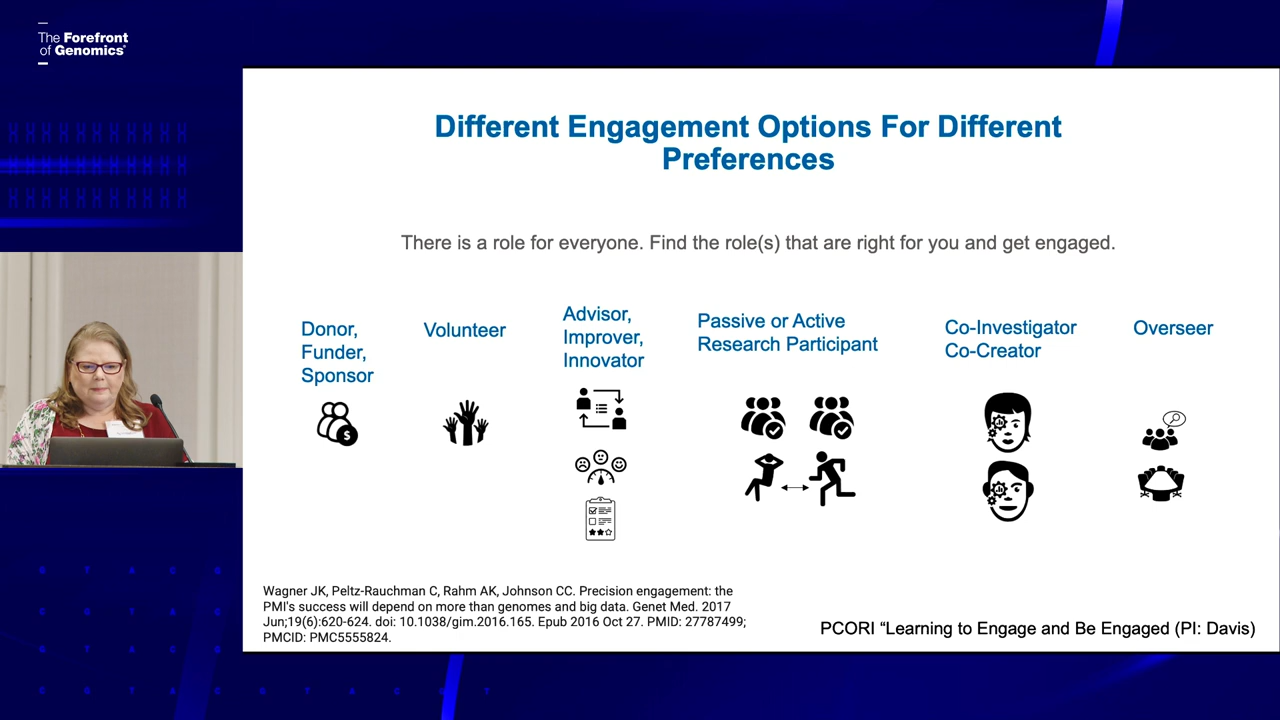 The Forefront
of Genomics®
Different Engagement Options For Different
Preferences
There is a role for everyone. Find the role(s) that are right for you and get engaged.
Donor,
Funder,
Sponsor
Volunteer
Advisor,
Improver,
Innovator
Passive or Active
Research Participant
Co-Investigator
Co-Creator
Overseer
$
Wagner JK, Peltz-Rauchman C, Rahm AK, Johnson CC. Precision engagement: the
PMI's success will depend on more than genomes and big data. Genet Med. 2017
Jun;19(6):620-624. doi: 10.1038/gim.2016.165. Epub 2016 Oct 27. PMID: 27787499;
PMCID: PMC5555824.
PCORI “Learning to Engage and Be Engaged (PI: Davis)